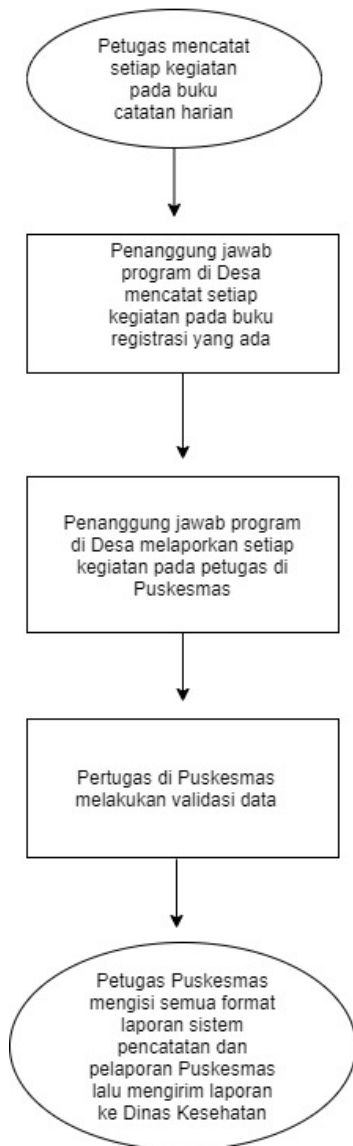 Petugas mencatat
setiap kegiatan
pada buku
catatan harian
Penanggung jawab
program di Desa
mencatat setiap
kegiatan pada buku
registrasi yang ada
Penanggung jawab program
di Desa melaporkan setiap
kegiatan pada petugas di
Puskesmas
Pertugas di Puskesmas
melakukan validasi data
Petugas Puskesmas
mengisi semua format
laporan sistem
pencatatan dan
pelaporan Puskesmas
lalu mengirim laporan
ke Dinas Kesehatan